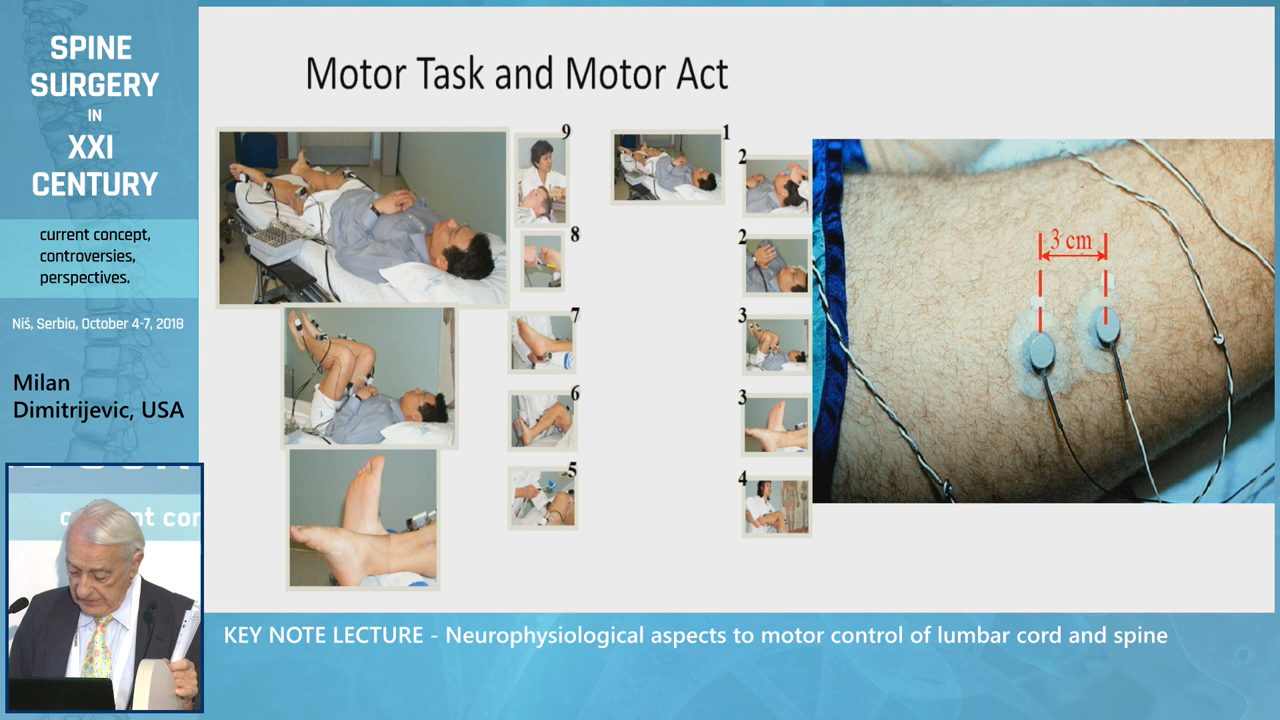 SPINE
SURGERY
IN
XXI
CENTURY
current concept,
controversies,
perspectives.
Niš, Serbia, October 4-7, 2018
Milan
Dimitrijevic, USA
Motor Task and Motor Act
9
8
7
6
5
1
2
2
3
3
4
3 cm
KEY NOTE LECTURE - Neurophysiological aspects to motor control of lumbar cord and spine